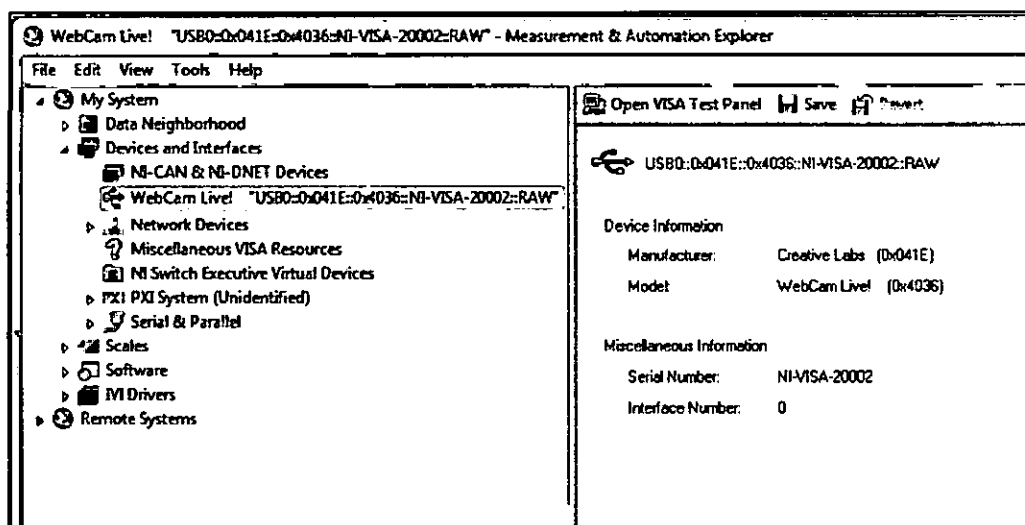 WebCam Live! "USB0::0x041E::0x4036::NI-VISA-20002::RAW" - Measurement & Automation Explorer
File Edit View Tools Help
My System
Data Neighborhood
Devices and Interfaces
NI-CAN & NI-DNET Devices
WebCam Live! "USB0::0x041E::0x4036::NI-VISA-20002::RAW"
Network Devices
Miscellaneous VISA Resources
NI Switch Executive Virtual Devices
PXI PXI System (Unidentified)
Serial & Parallel
Scales
Software
IVI Drivers
Remote Systems
Open VISA Test Panel Save Revert
USB0::0x041E::0x4036::NI-VISA-20002::RAW
Device Information
Manufacturer: Creative Labs (0x041E)
Model: WebCam Live! (0x4036)
Miscellaneous Information
Serial Number: NI-VISA-20002
Interface Number: 0